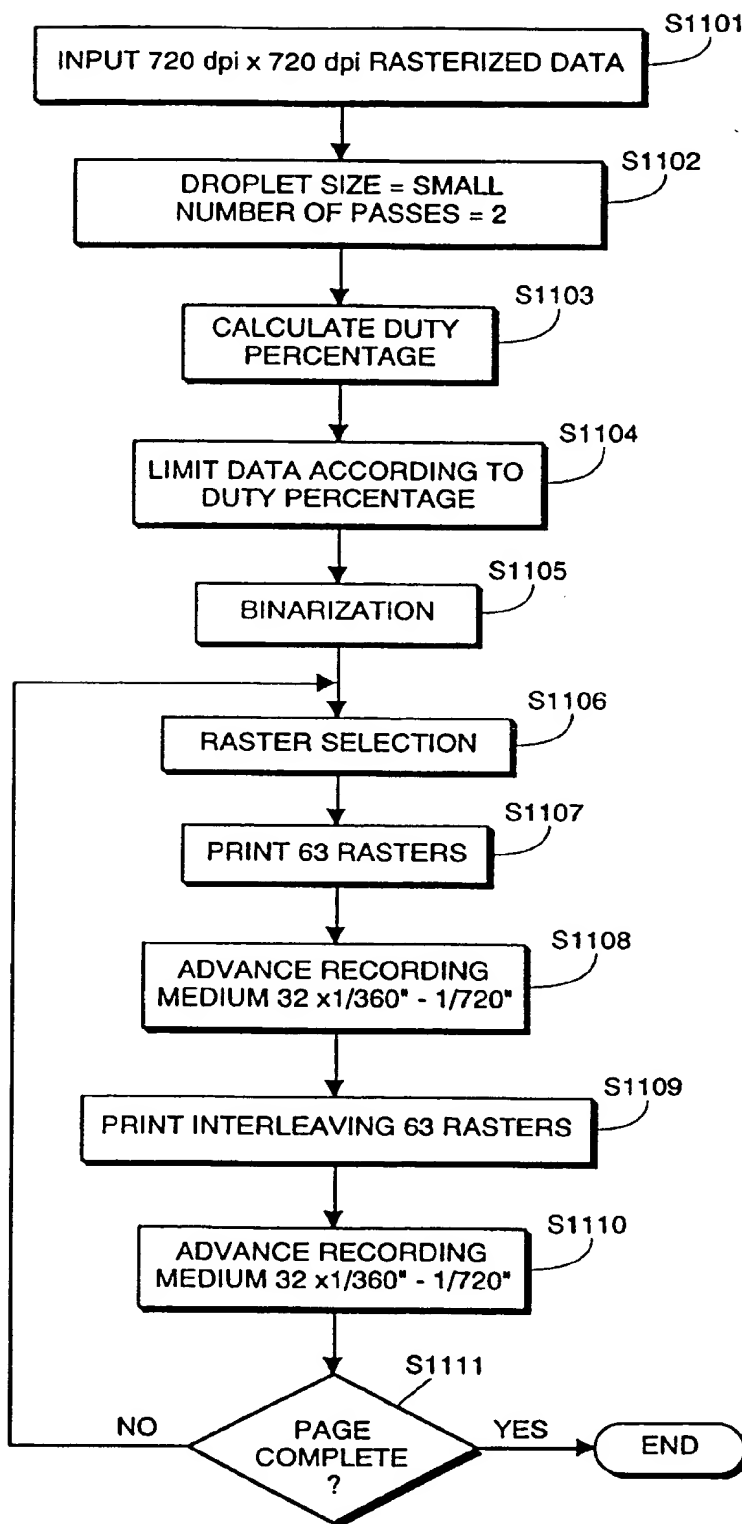 S1101
INPUT 720 dpi x 720 dpi RASTERIZED DATA
S1102
DROPLET SIZE = SMALL
NUMBER OF PASSES = 2
S1103
CALCULATE DUTY
PERCENTAGE
S1104
LIMIT DATA ACCORDING TO
DUTY PERCENTAGE
S1105
BINARIZATION
S1106
RASTER SELECTION
S1107
PRINT 63 RASTERS
S1108
ADVANCE RECORDING
MEDIUM 32 x1/360" - 1/720"
S1109
PRINT INTERLEAVING 63 RASTERS
S1110
ADVANCE RECORDING
MEDIUM 32 x1/360" - 1/720"
S1111
NO
PAGE
COMPLETE
?
YES
END